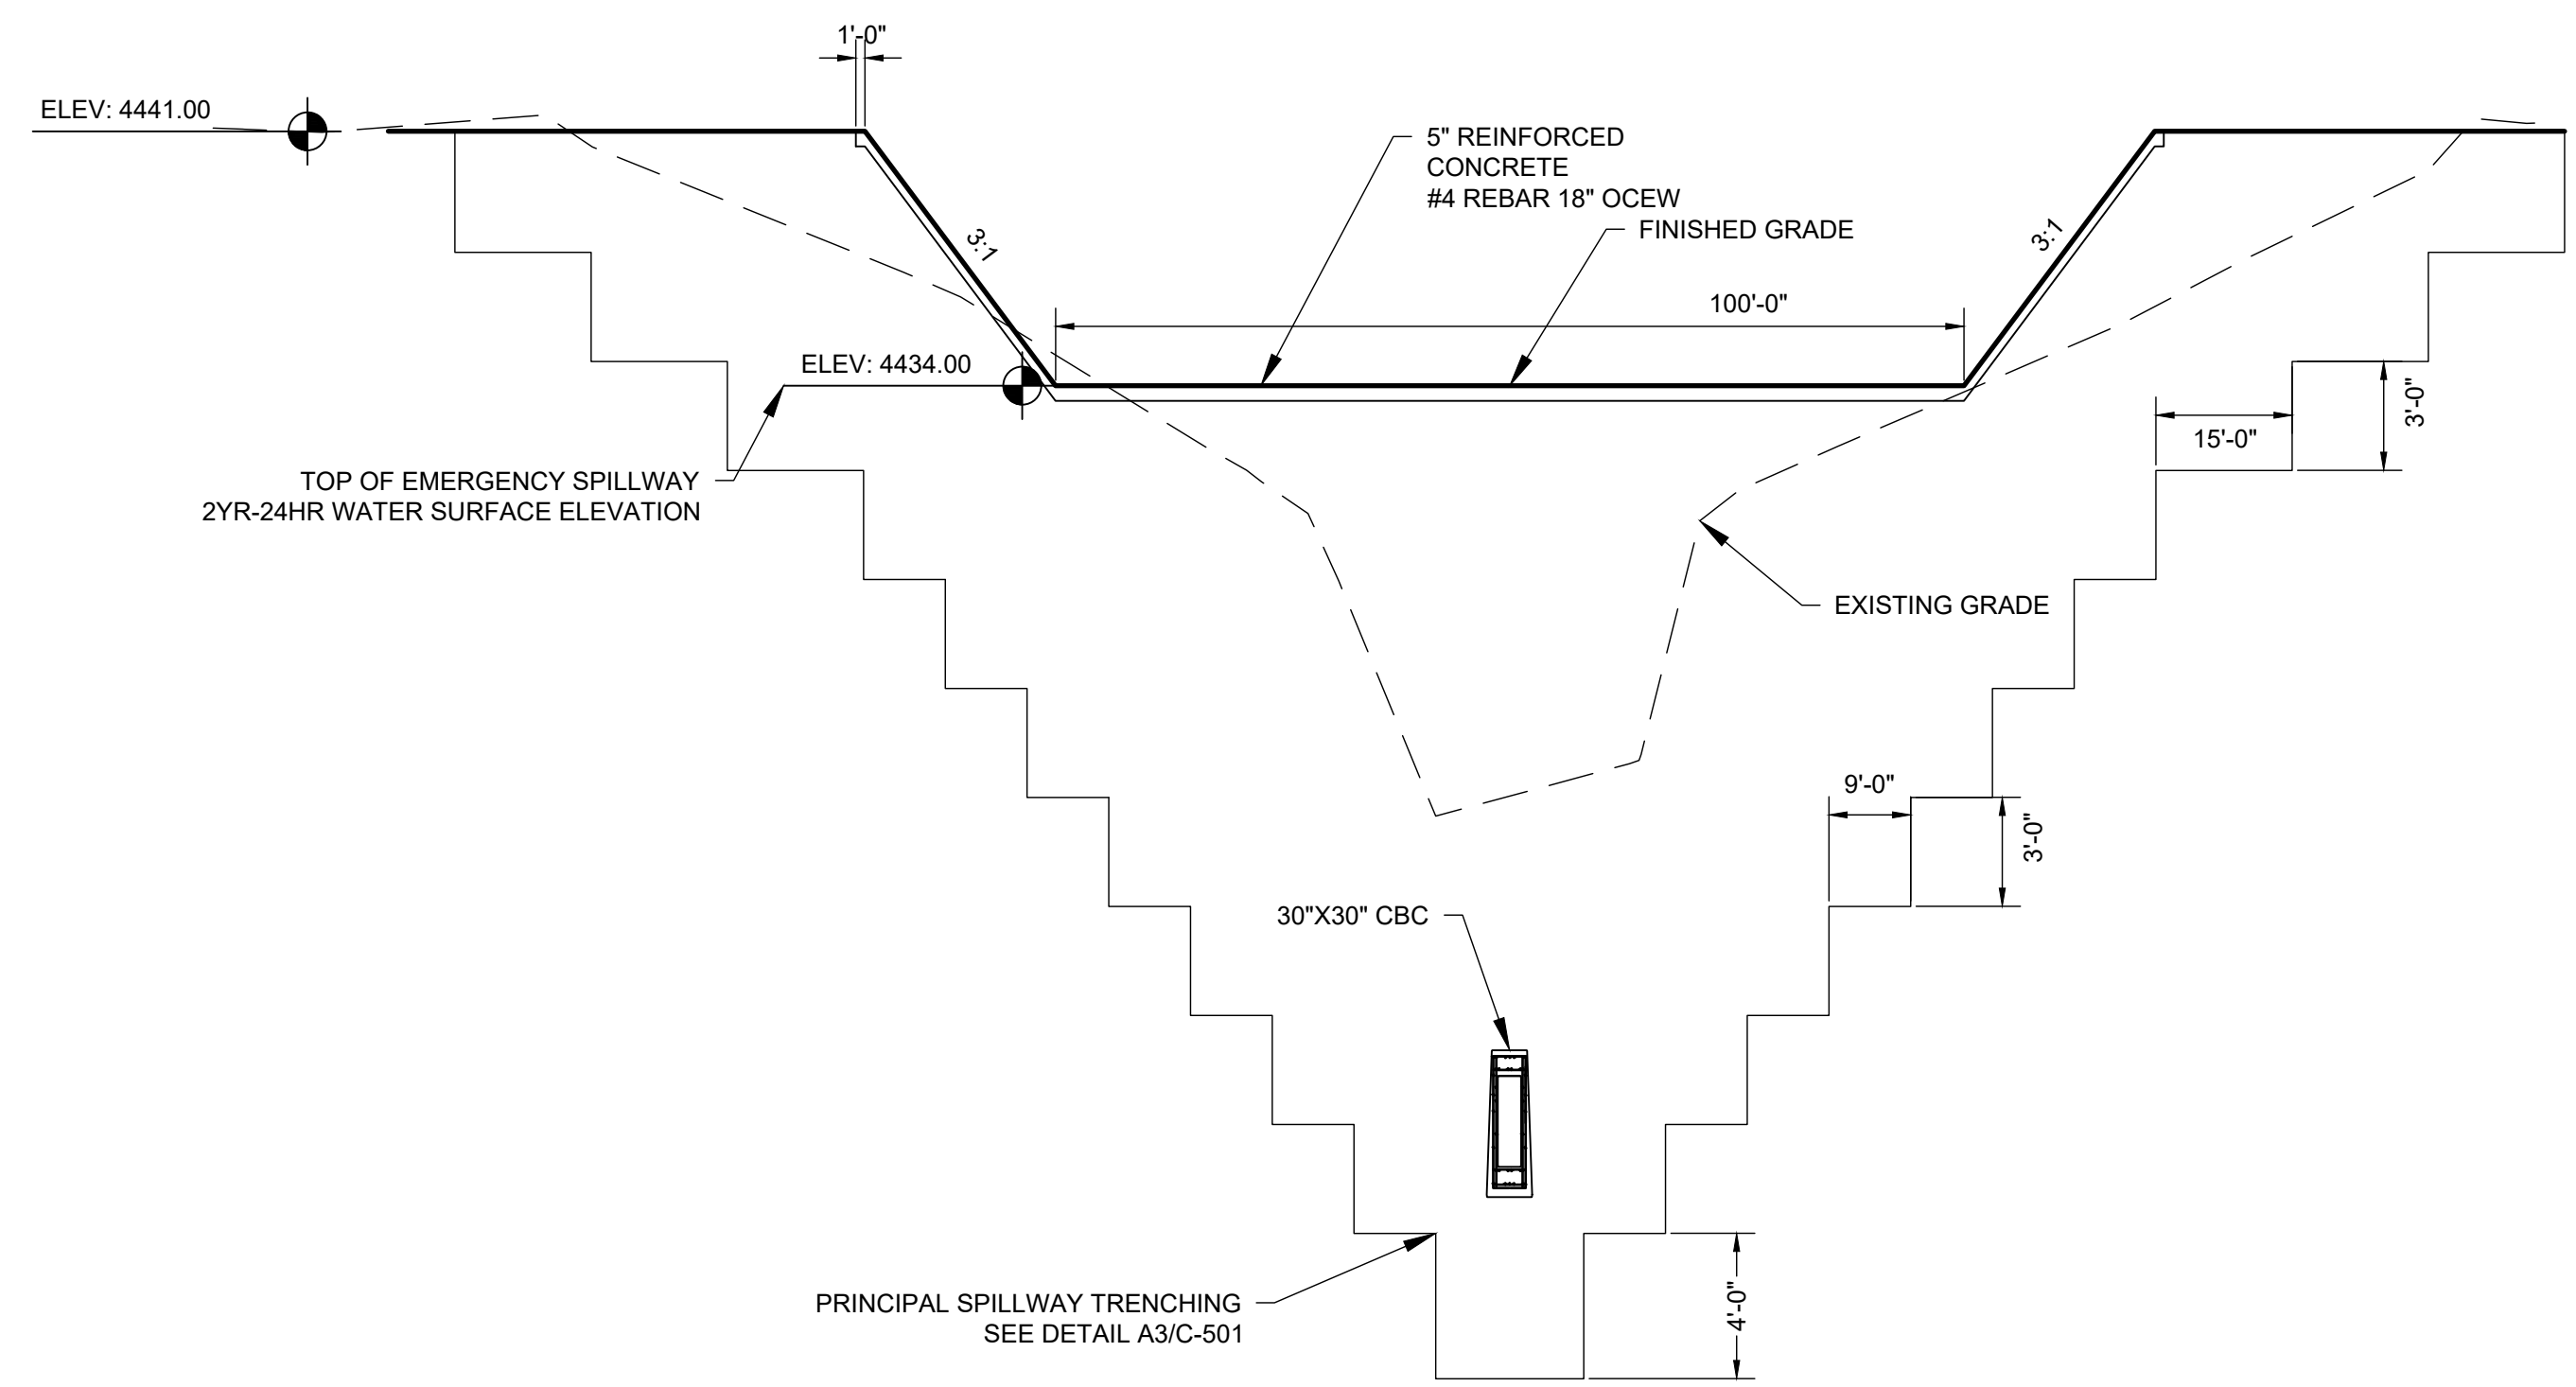 1'-0"
ELEV: 4441.00
5" REINFORCED
CONCRETE
#4 REBAR 18" OCEW
FINISHED GRADE
3:1
3:1
100'-0"
ELEV: 4434.00
3'-0"
15'-0"
TOP OF EMERGENCY SPILLWAY
2YR-24HR WATER SURFACE ELEVATION
EXISTING GRADE
9'-0"
3'-0"
30"X30" CBC
PRINCIPAL SPILLWAY TRENCHING
SEE DETAIL A3/C-501
4'-0"